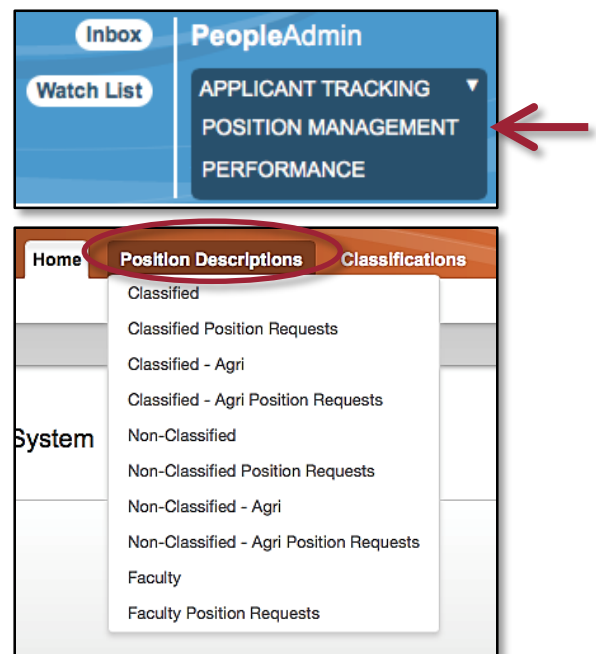 Inbox
PeopleAdmin
Watch List
APPLICANT TRACKING ▼
POSITION MANAGEMENT
PERFORMANCE
Home Position Descriptions Classifications
Classified
Classified Position Requests
Classified - Agri
Classified - Agri Position Requests
System
Non-Classified
Non-Classified Position Requests
Non-Classified - Agri
Non-Classified - Agri Position Requests
Faculty
Faculty Position Requests